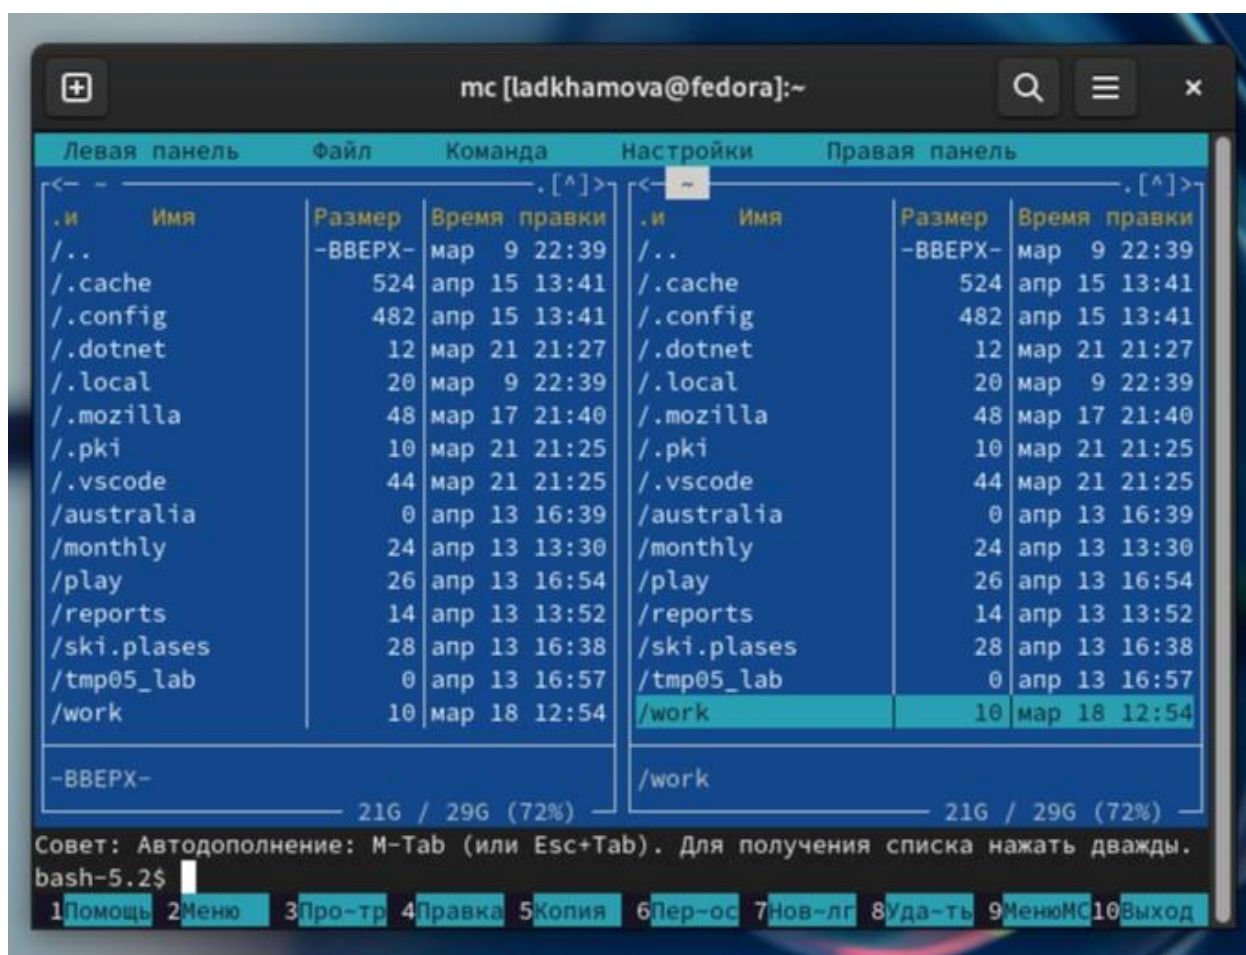 mc [ladkhamova@fedora]:~
Левая панель Файл Команда Настройки Правая панель
<— ~ .[^]> <— ~ .[^]>
.и Имя Размер Время правки .и Имя Размер Время правки
/.. -ВВЕРХ- мар 9 22:39 /.. -ВВЕРХ- мар 9 22:39
/.cache 524 апр 15 13:41 /.cache 524 апр 15 13:41
/.config 482 апр 15 13:41 /.config 482 апр 15 13:41
/.dotnet 12 мар 21 21:27 /.dotnet 12 мар 21 21:27
/.local 20 мар 9 22:39 /.local 20 мар 9 22:39
/.mozilla 48 мар 17 21:40 /.mozilla 48 мар 17 21:40
/.pki 10 мар 21 21:25 /.pki 10 мар 21 21:25
/.vscode 44 мар 21 21:25 /.vscode 44 мар 21 21:25
/australia 0 апр 13 16:39 /australia 0 апр 13 16:39
/monthly 24 апр 13 13:30 /monthly 24 апр 13 13:30
/play 26 апр 13 16:54 /play 26 апр 13 16:54
/reports 14 апр 13 13:52 /reports 14 апр 13 13:52
/ski.plases 28 апр 13 16:38 /ski.plases 28 апр 13 16:38
/tmp05_lab 0 апр 13 16:57 /tmp05_lab 0 апр 13 16:57
/work 10 мар 18 12:54 /work 10 мар 18 12:54
-ВВЕРХ- /work
21G / 29G (72%) 21G / 29G (72%)
Совет: Автодополнение: M-Tab (или Esc+Tab). Для получения списка нажать дважды.
bash-5.2$
1Помощь 2Меню 3Про~тр 4Правка 5Копия 6Пер~ос 7Нов~лг 8Уда~ть 9МенюMC 10Выход